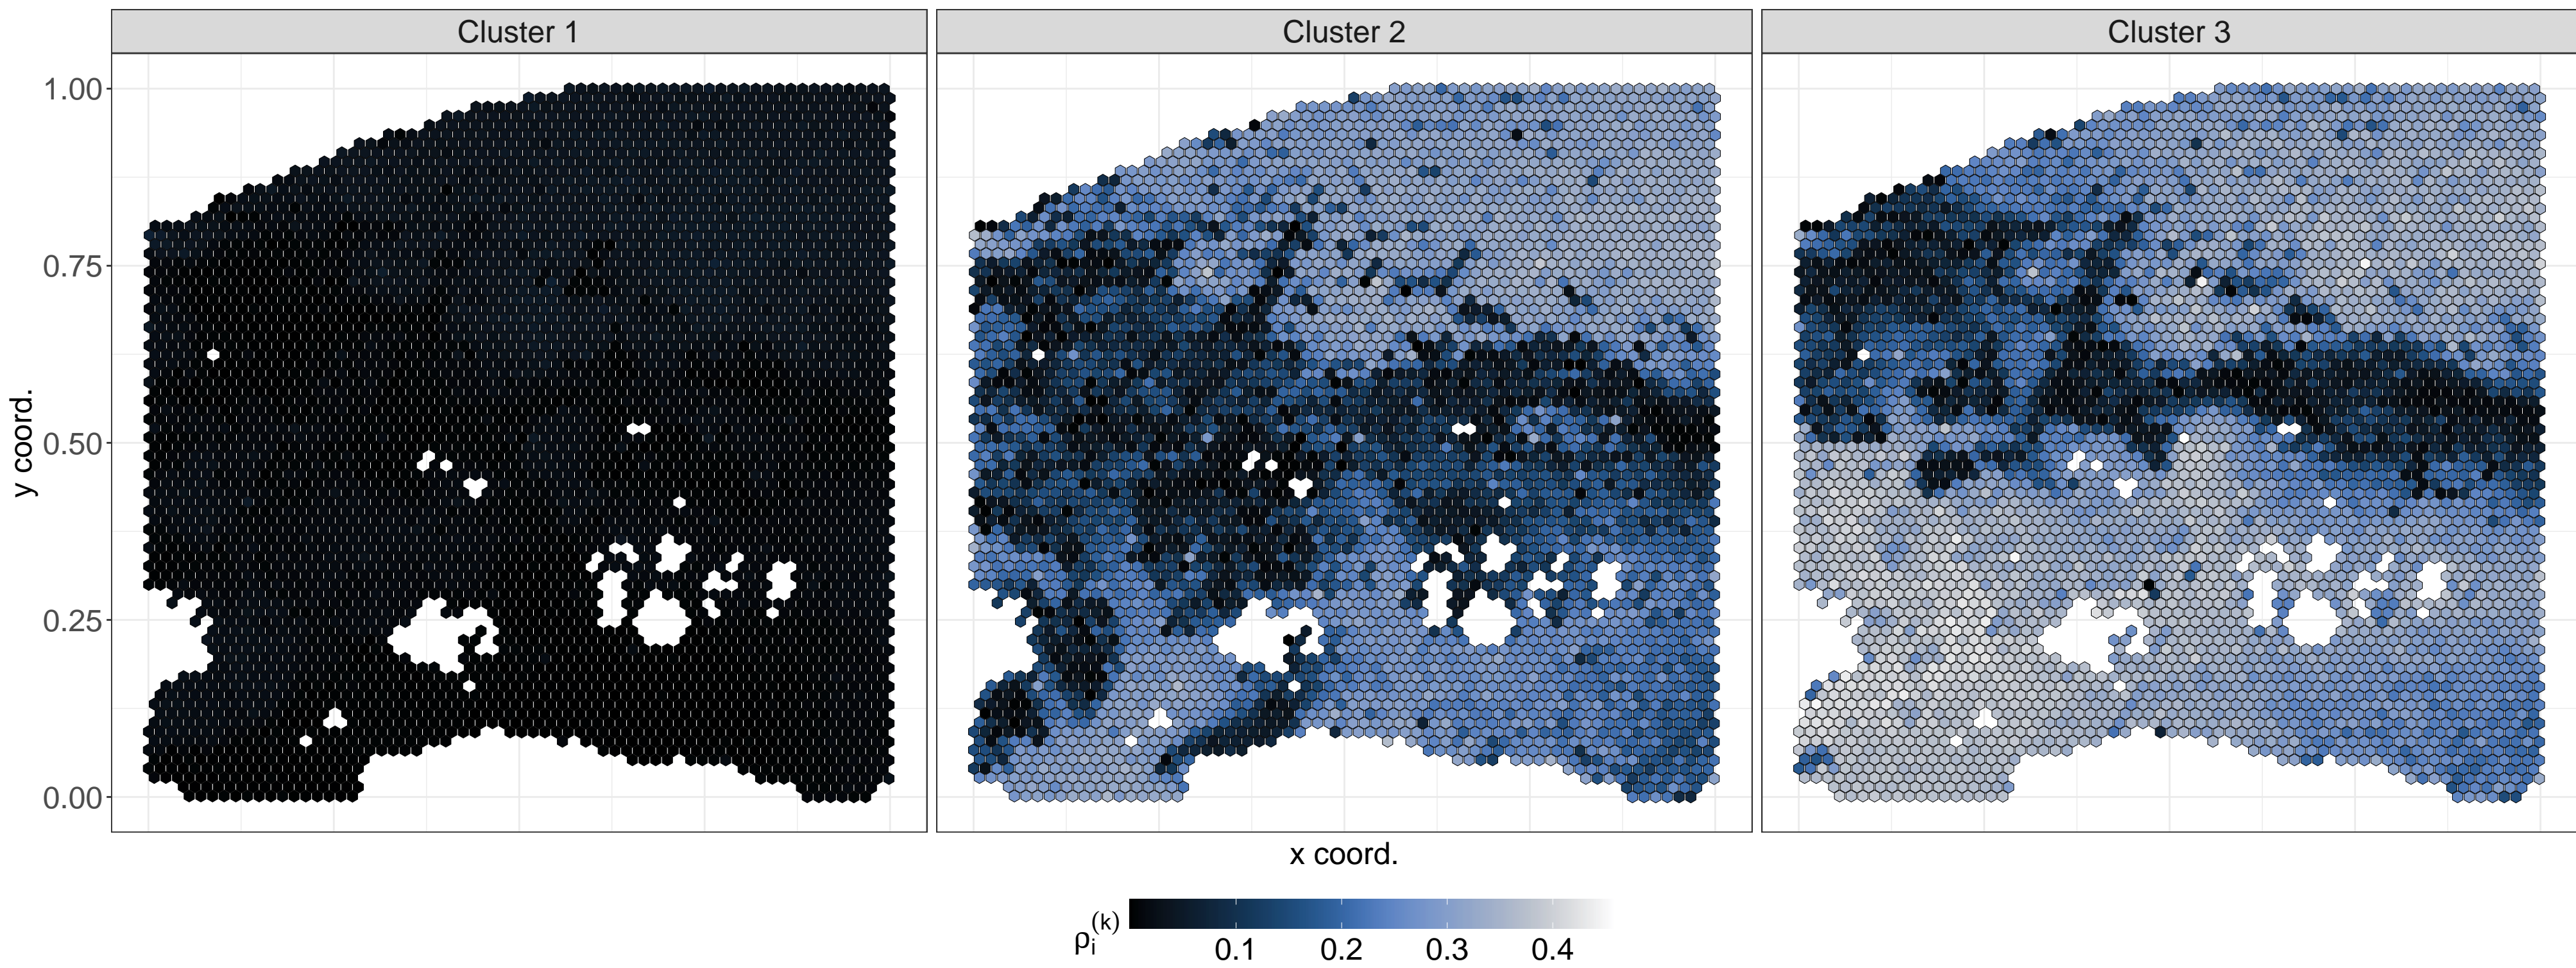 Cluster 1 Cluster 2 Cluster 3
1.00
0.75
0.50
0.25
0.00
y coord.
x coord.
ρi(k)
0.1 0.2 0.3 0.4